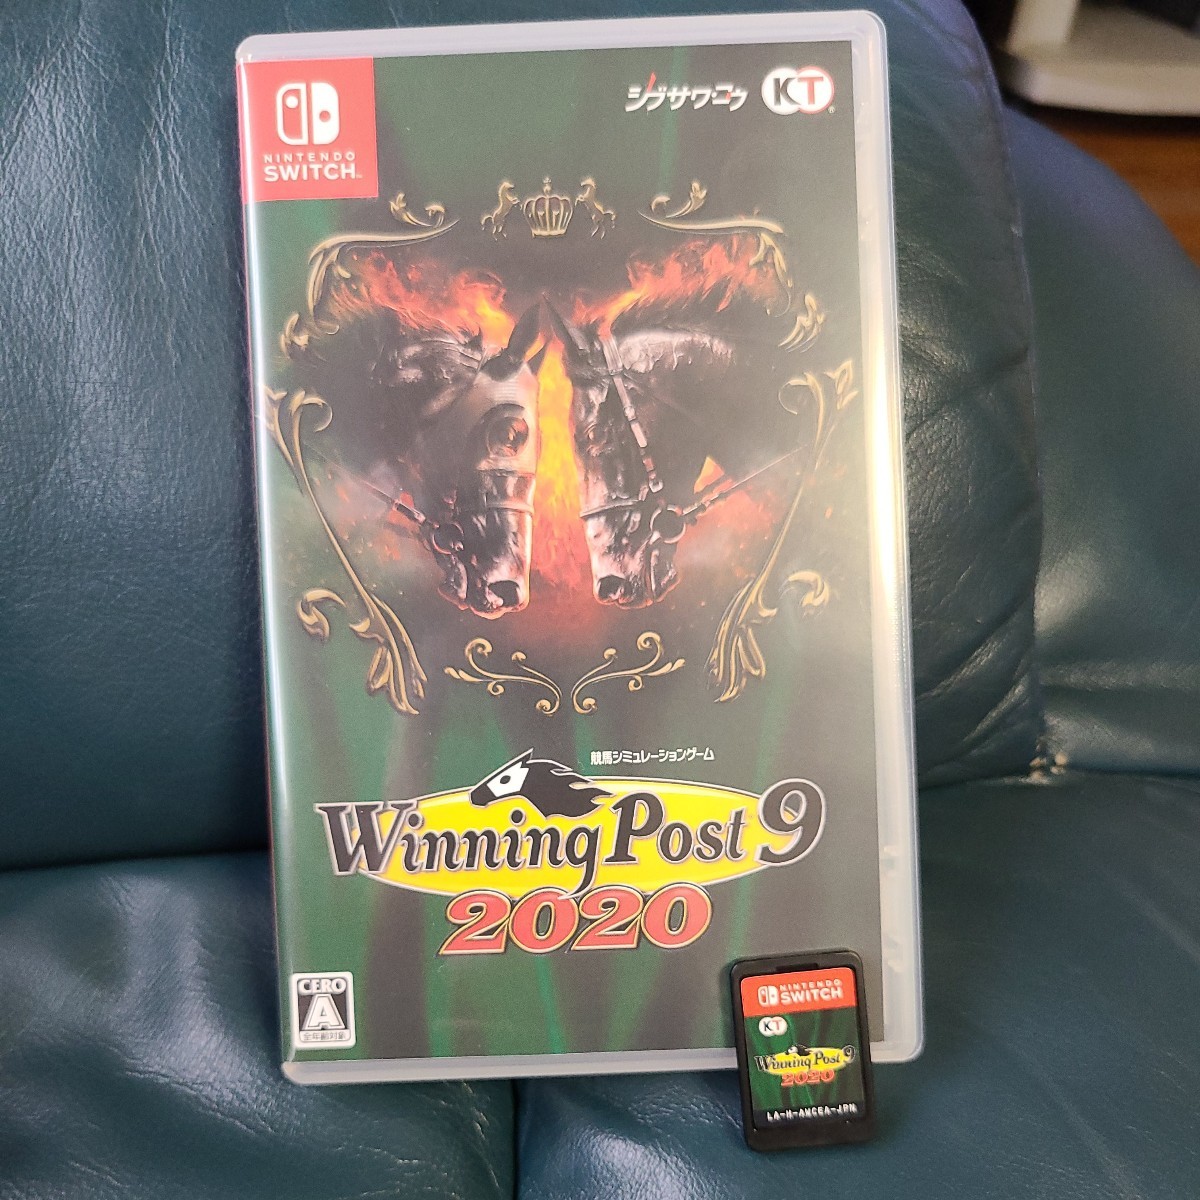 NINTENDO
SWITCH™
シブサワ・コウ
KT®
競馬シミュレーションゲーム
Winning Post 9
2020
CERO
A
全年齢対象
NINTENDO
SWITCH
KT
Winning Post 9
2020
LA-H-AWCEA-JPN